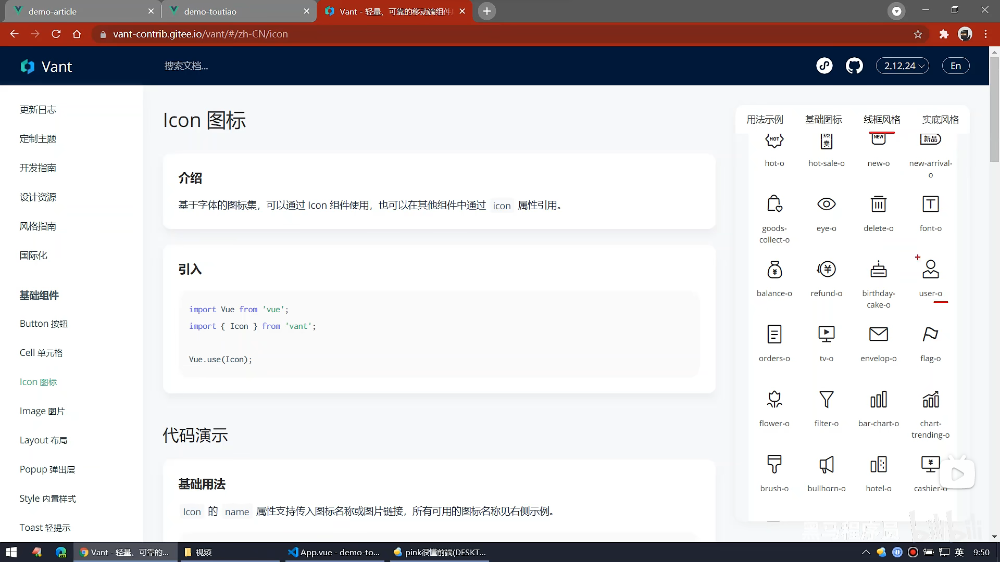 demo-article
demo-toutiao
Vant - 轻量、可靠的移动端组件
vant-contrib.gitee.io/vant/#/zh-CN/icon
Vant
搜索文档...
2.12.24
En
更新日志
定制主题
开发指南
设计资源
风格指南
国际化
基础组件
Button 按钮
Cell 单元格
Icon 图标
Image 图片
Layout 布局
Popup 弹出层
Style 内置样式
Toast 轻提示
Icon 图标
介绍
基于字体的图标集，可以通过 Icon 组件使用，也可以在其他组件中通过 icon 属性引用。
引入
import Vue from 'vue';
import { Icon } from 'vant';
Vue.use(Icon);
代码演示
基础用法
Icon 的 name 属性支持传入图标名称或图片链接，所有可用的图标名称见右侧示例。
用法示例 基础图标 线框风格 实底风格
HOT 热卖 NEW 新品
hot-o hot-sale-o new-o new-arrival-
o
goods- eye-o delete-o font-o
collect-o
balance-o refund-o birthday- user-o
cake-o
orders-o tv-o envelop-o flag-o
flower-o filter-o bar-chart-o chart-
trending-o
brush-o bullhorn-o hotel-o cashier-o
黑马程序员 bilibili
Vant - 轻量、可靠的...
视频
App.vue - demo-to...
pink很懂前端(DESKT...
英
9:50